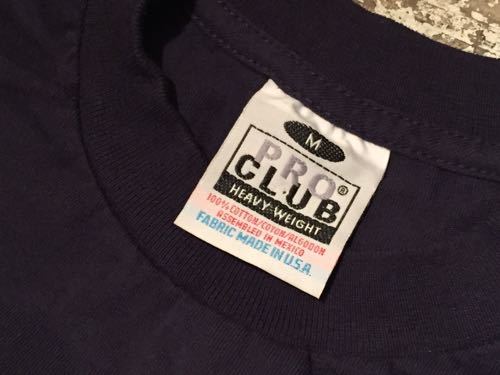 M
PRO
CLUB®
HEAVY WEIGHT
100% COTTON/COTON/ALGODON
ASSEMBLED IN MEXICO
FABRIC MADE IN U.S.A.